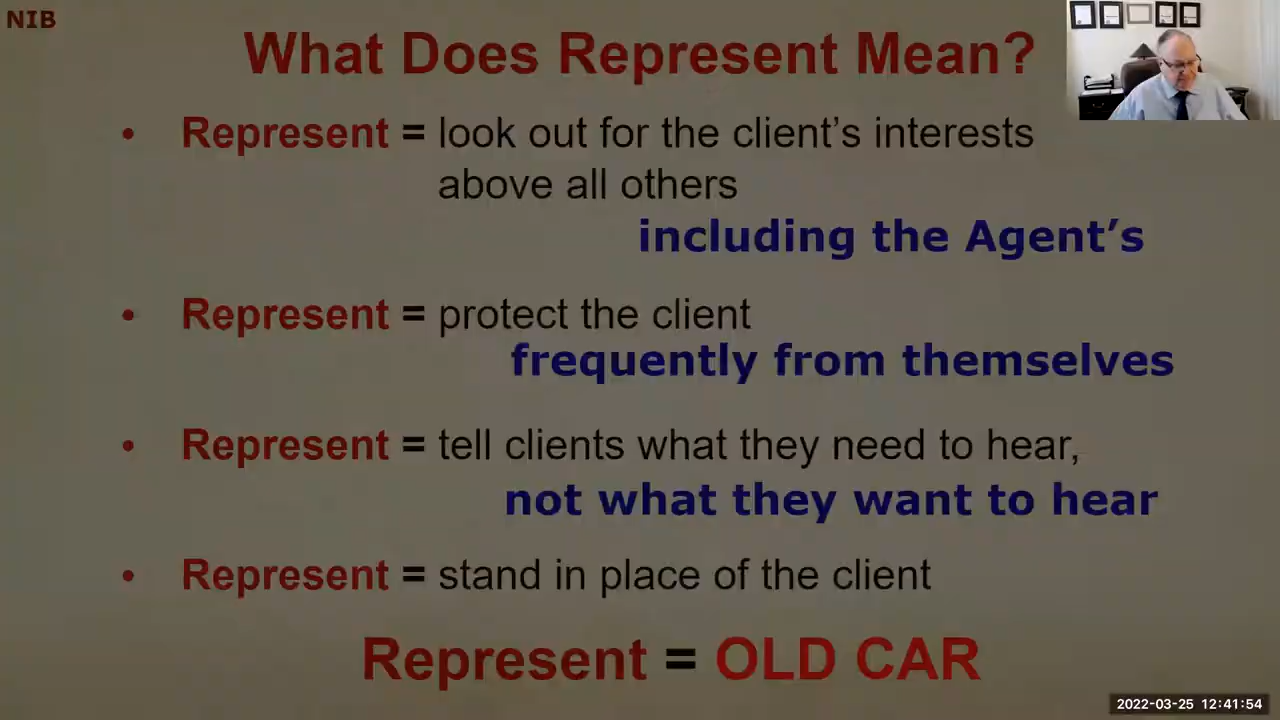 NIB
What Does Represent Mean?
• Represent = look out for the client’s interests
above all others
including the Agent’s
• Represent = protect the client
frequently from themselves
• Represent = tell clients what they need to hear,
not what they want to hear
• Represent = stand in place of the client
Represent = OLD CAR
2022-03-25 12:41:54